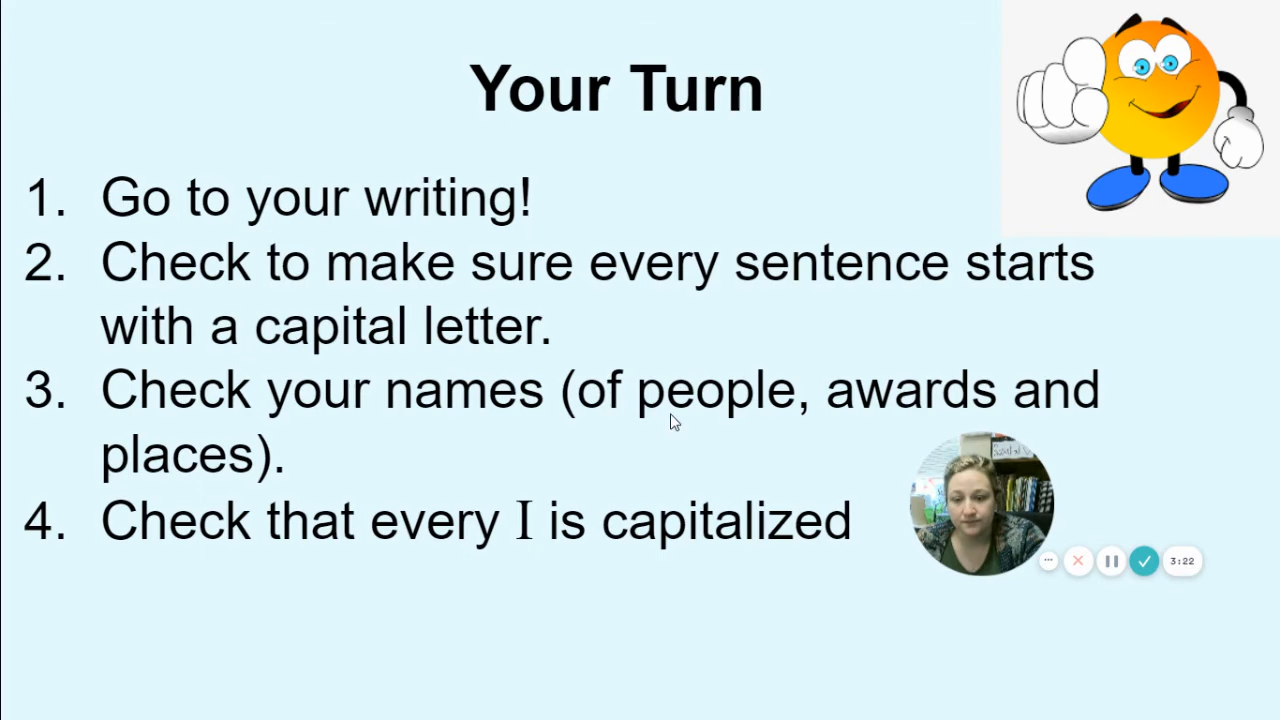 Your Turn
1. Go to your writing!
2. Check to make sure every sentence starts
with a capital letter.
3. Check your names (of people, awards and
places).
4. Check that every I is capitalized
3:22